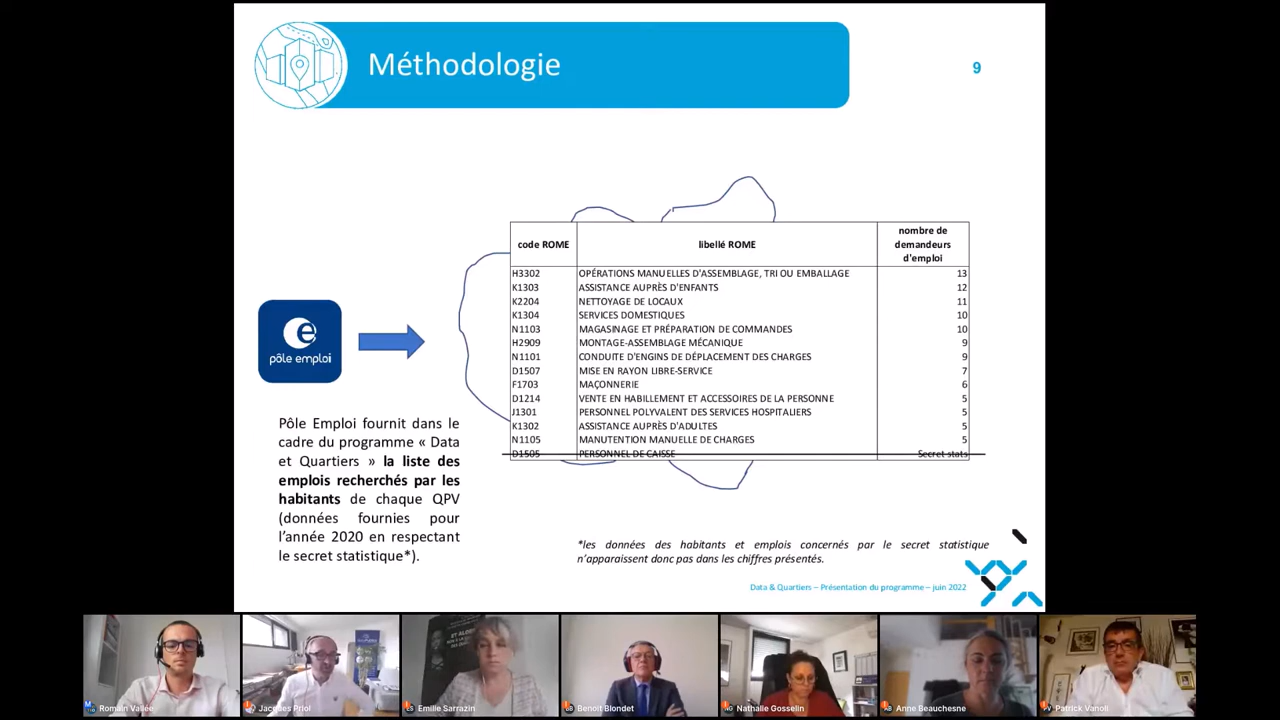 Méthodologie
9
code ROME
libellé ROME
nombre de
demandeurs
d'emploi
H3302 OPÉRATIONS MANUELLES D'ASSEMBLAGE, TRI OU EMBALLAGE 13
K1303 ASSISTANCE AUPRÈS D'ENFANTS 12
K2204 NETTOYAGE DE LOCAUX 11
K1304 SERVICES DOMESTIQUES 10
N1103 MAGASINAGE ET PRÉPARATION DE COMMANDES 10
H2909 MONTAGE-ASSEMBLAGE MÉCANIQUE 9
N1101 CONDUITE D'ENGINS DE DÉPLACEMENT DES CHARGES 9
D1507 MISE EN RAYON LIBRE-SERVICE 7
F1703 MAÇONNERIE 6
D1214 VENTE EN HABILLEMENT ET ACCESSOIRES DE LA PERSONNE 5
J1301 PERSONNEL POLYVALENT DES SERVICES HOSPITALIERS 5
K1302 ASSISTANCE AUPRÈS D'ADULTES 5
N1105 MANUTENTION MANUELLE DE CHARGES 5
D1505 PERSONNEL DE CAISSE Secret stats
pôle emploi
Pôle Emploi fournit dans le
cadre du programme « Data
et Quartiers » la liste des
emplois recherchés par les
habitants de chaque QPV
(données fournies pour
l'année 2020 en respectant
le secret statistique*).
*les données des habitants et emplois concernés par le secret statistique
n'apparaissent donc pas dans les chiffres présentés.
Data & Quartiers – Présentation du programme – juin 2022
Romain Vallée
Jacques Priol
Emilie Sarrazin
Benoit Blondet
Nathalie Gosselin
Anne Beauchesne
Patrick Vanoli